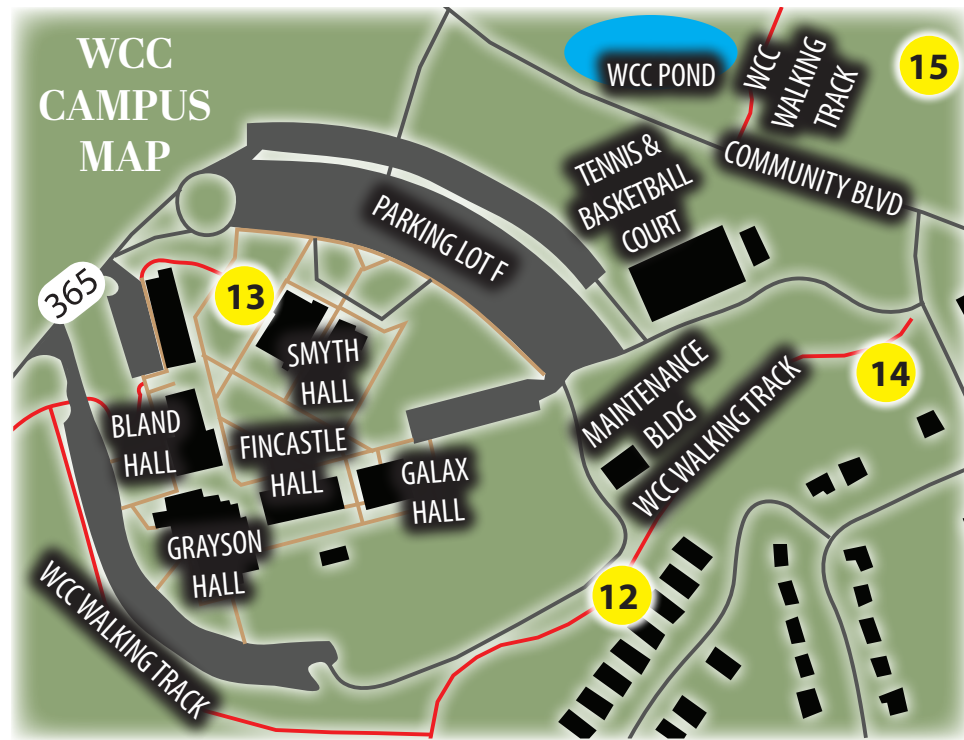 WCC
CAMPUS
MAP
WCC POND
WCC
WALKING
TRACK
15
COMMUNITY BLVD
TENNIS &
BASKETBALL
COURT
PARKING LOT F
365
13
SMYTH
HALL
MAINTENANCE
BLDG
WCC WALKING TRACK
14
BLAND
HALL
FINCASTLE
HALL
GALAX
HALL
GRAYSON
HALL
12
WCC WALKING TRACK